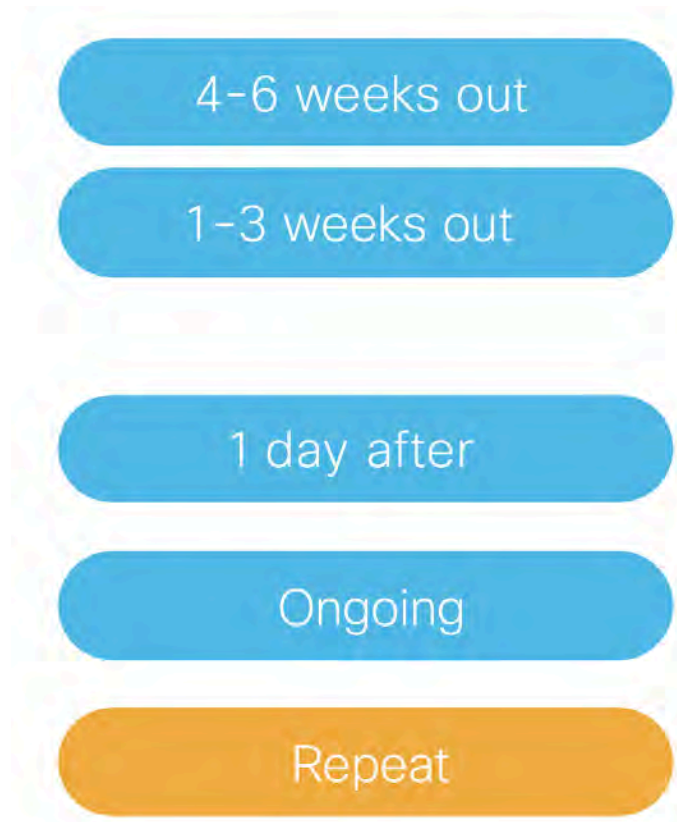 4-6 weeks out
1-3 weeks out
1 day after
Ongoing
Repeat